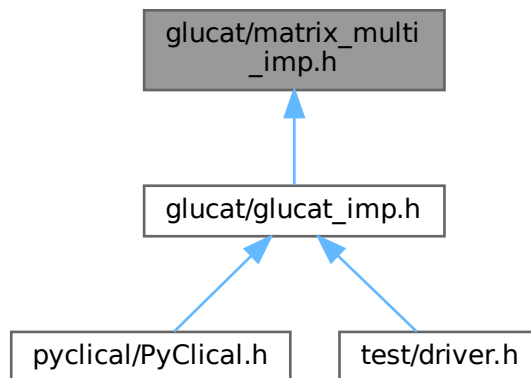 glucat/matrix_multi
_imp.h
glucat/glucat_imp.h
pyclical/PyClical.h
test/driver.h